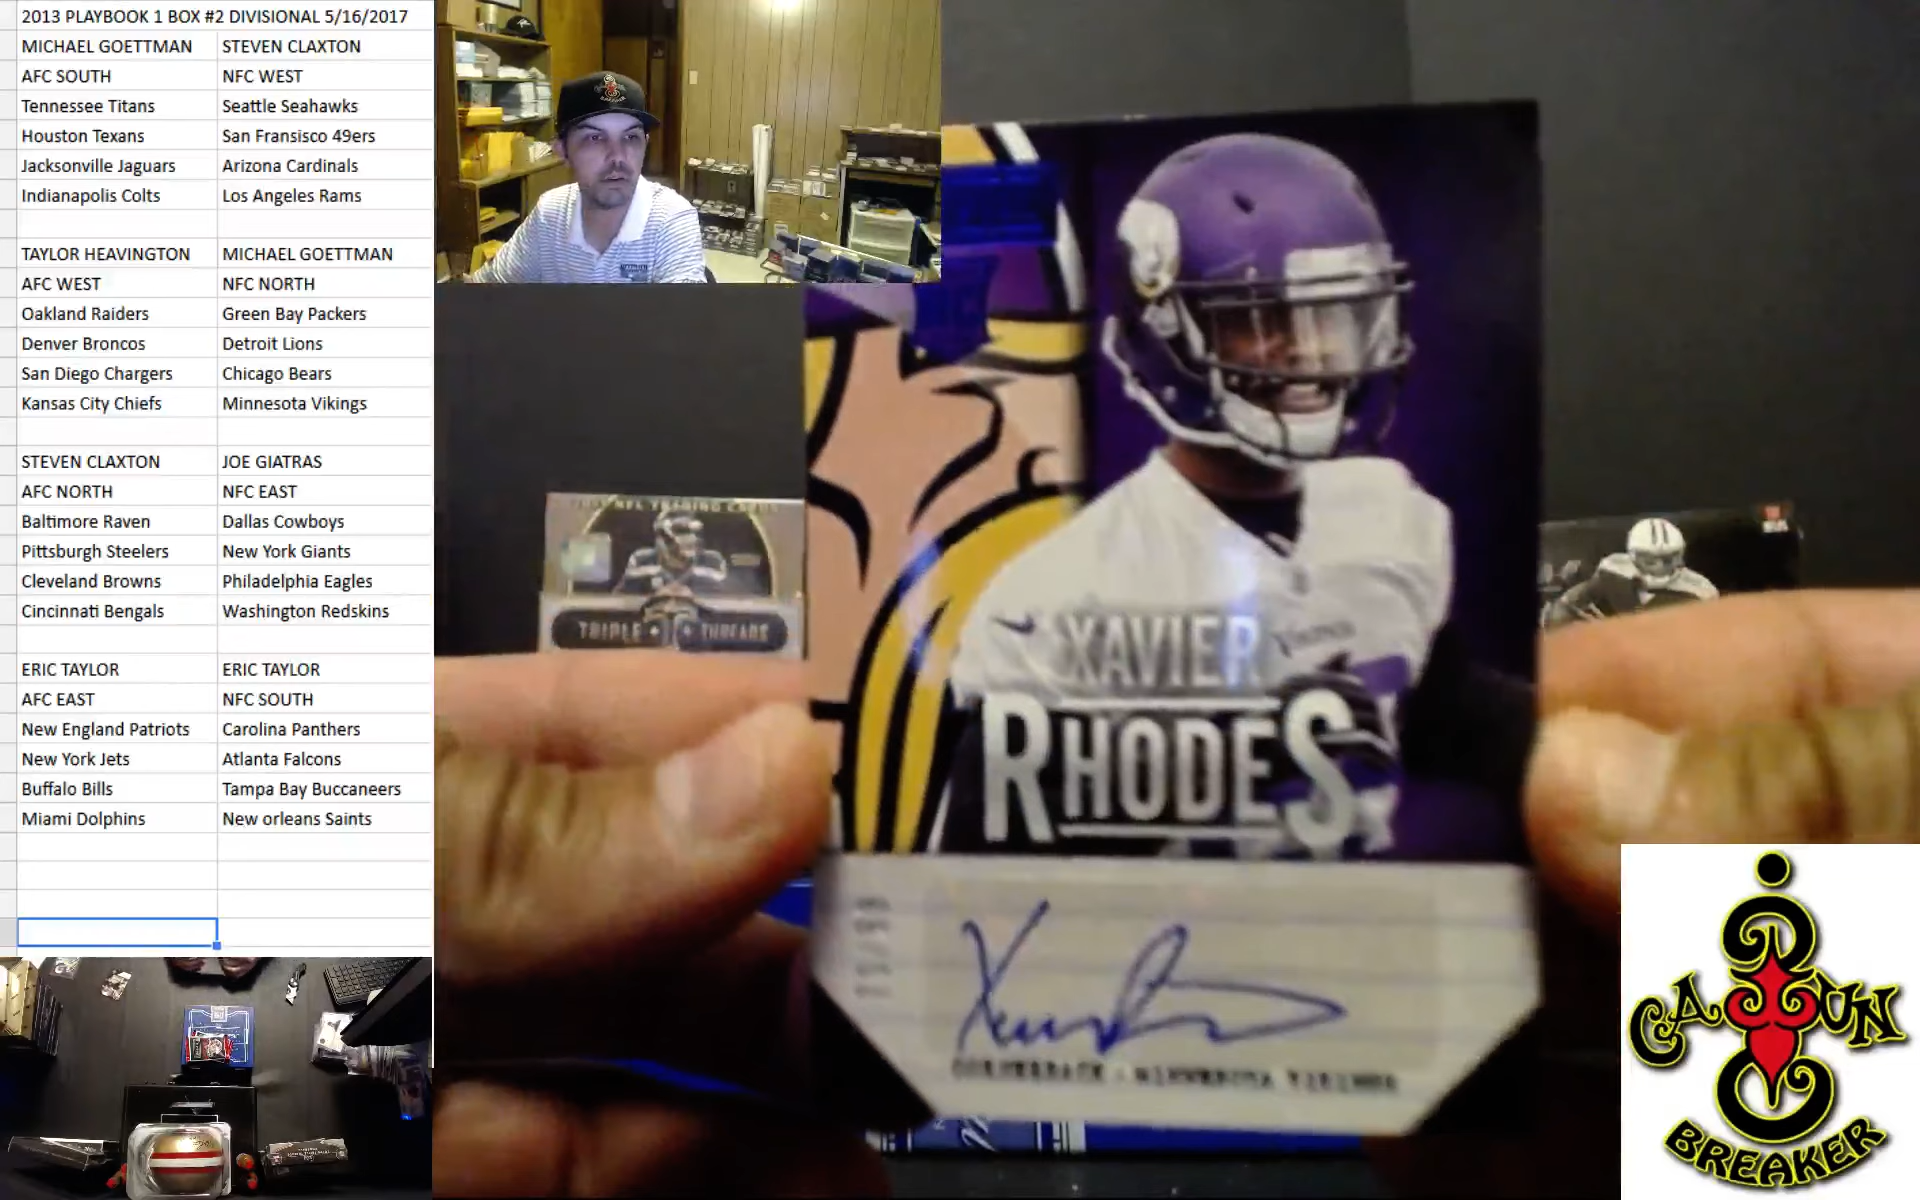 2013 PLAYBOOK 1 BOX #2 DIVISIONAL 5/16/2017
MICHAEL GOETTMAN STEVEN CLAXTON
AFC SOUTH NFC WEST
Tennessee Titans Seattle Seahawks
Houston Texans San Fransisco 49ers
Jacksonville Jaguars Arizona Cardinals
Indianapolis Colts Los Angeles Rams
TAYLOR HEAVINGTON MICHAEL GOETTMAN
AFC WEST NFC NORTH
Oakland Raiders Green Bay Packers
Denver Broncos Detroit Lions
San Diego Chargers Chicago Bears
Kansas City Chiefs Minnesota Vikings
STEVEN CLAXTON JOE GIATRAS
AFC NORTH NFC EAST
Baltimore Raven Dallas Cowboys
Pittsburgh Steelers New York Giants
Cleveland Browns Philadelphia Eagles
Cincinnati Bengals Washington Redskins
ERIC TAYLOR ERIC TAYLOR
AFC EAST NFC SOUTH
New England Patriots Carolina Panthers
New York Jets Atlanta Falcons
Buffalo Bills Tampa Bay Buccaneers
Miami Dolphins New orleans Saints
NFL TRADING CARDS
TRIPLE THREADS
XAVIER
RHODES
CORNERBACK - MINNESOTA VIKINGS
CAJUN
BREAKER